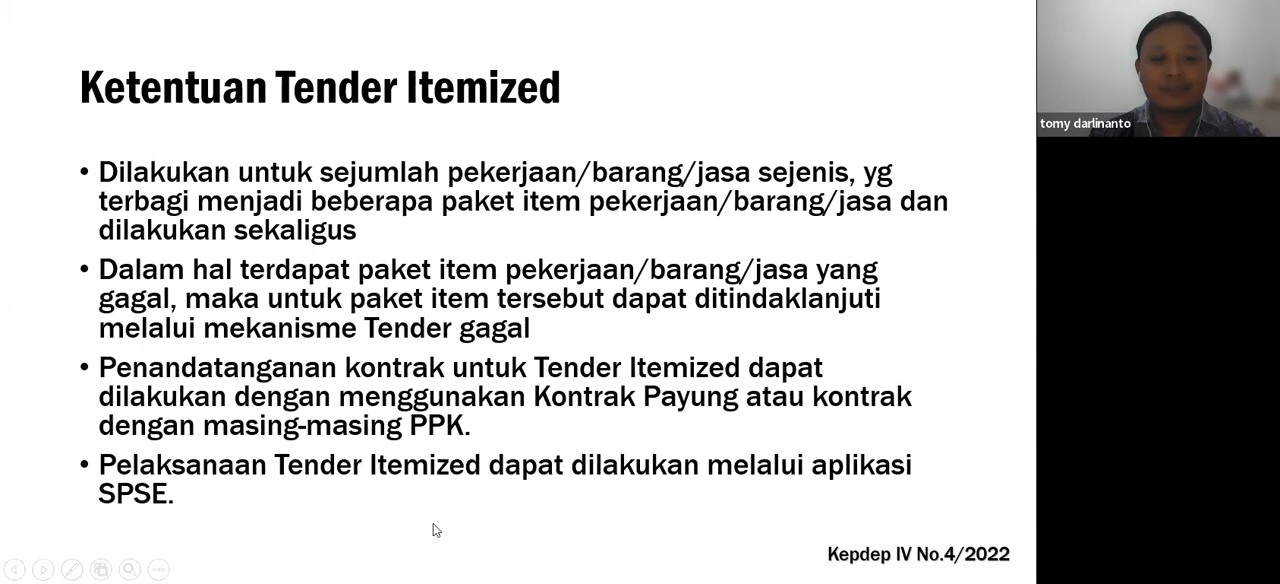 Ketentuan Tender Itemized
• Dilakukan untuk sejumlah pekerjaan/barang/jasa sejenis, yg
terbagi menjadi beberapa paket item pekerjaan/barang/jasa dan
dilakukan sekaligus
• Dalam hal terdapat paket item pekerjaan/barang/jasa yang
gagal, maka untuk paket item tersebut dapat ditindaklanjuti
melalui mekanisme Tender gagal
• Penandatanganan kontrak untuk Tender Itemized dapat
dilakukan dengan menggunakan Kontrak Payung atau kontrak
dengan masing-masing PPK.
• Pelaksanaan Tender Itemized dapat dilakukan melalui aplikasi
SPSE.
Kepdep IV No.4/2022
tomy darlinanto